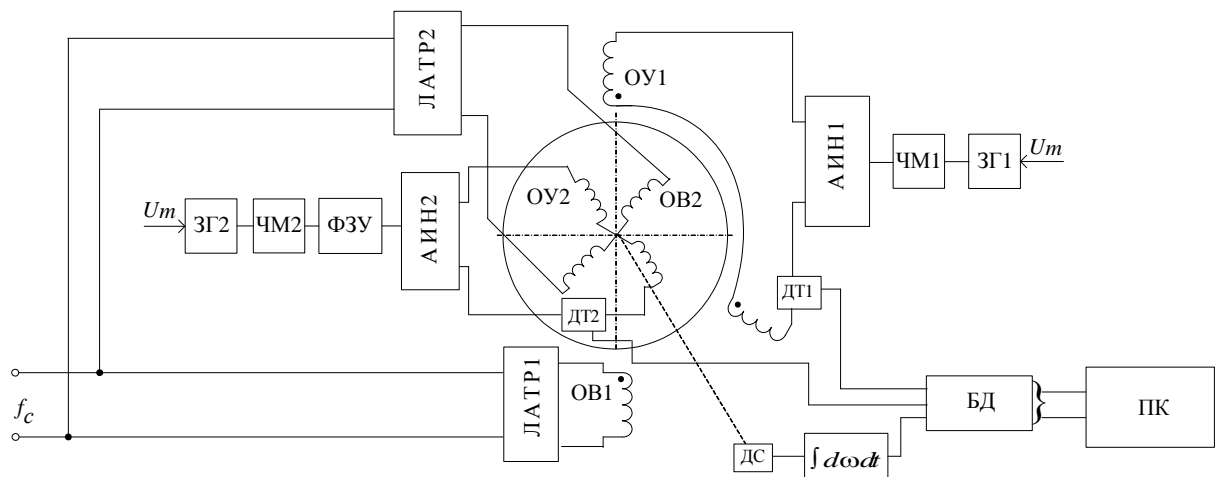 ЛАТР2
ОУ1
АИН1
ЧМ1
ЗГ1
Um
Um
ЗГ2
ЧМ2
ФЗУ
АИН2
ОУ2
ОВ2
ДТ1
ДТ2
ЛАТР1
ОВ1
f_c
БД
ПК
ДС
∫ dωdt